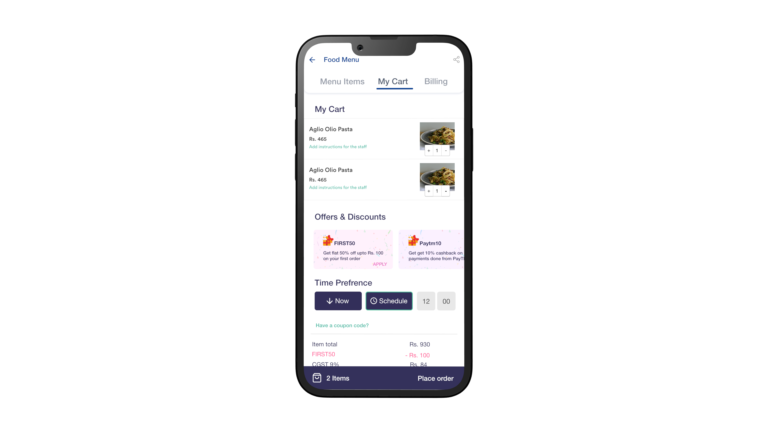 Food Menu
Menu Items My Cart Billing
My Cart
Aglio Olio Pasta
Rs. 465
Add instructions for the staff
1
Aglio Olio Pasta
Rs. 465
Add instructions for the staff
1
Offers & Discounts
FIRST50
Get flat 50% off upto Rs. 100
on your first order
APPLY
Paytm10
Get get 10% cashback on
payments done from PayT
Time Prefrence
Now Schedule 12 00
Have a coupon code?
Item total Rs. 930
FIRST50 - Rs. 100
CGST 9% Rs. 84
2 Items Place order